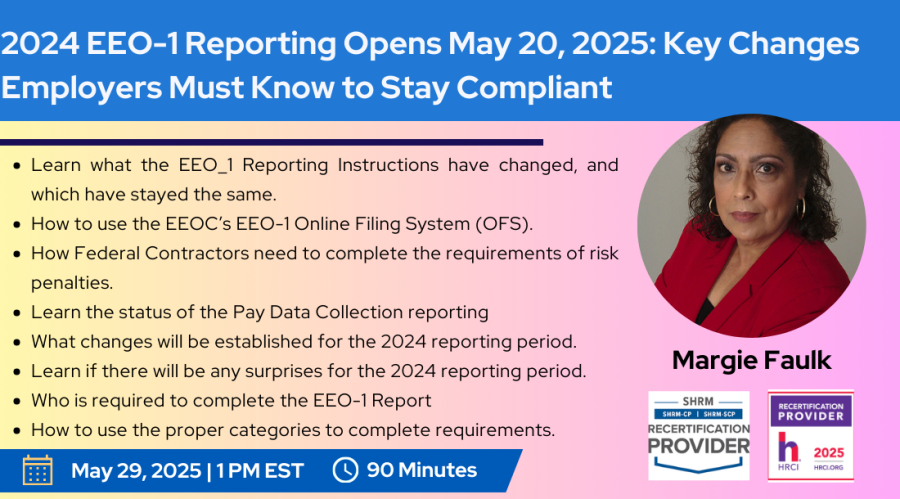 2024 EEO-1 Reporting Opens May 20, 2025: Key Changes
Employers Must Know to Stay Compliant
• Learn what the EEO_1 Reporting Instructions have changed, and
which have stayed the same.
• How to use the EEOC’s EEO-1 Online Filing System (OFS).
• How Federal Contractors need to complete the requirements of risk
penalties.
• Learn the status of the Pay Data Collection reporting
• What changes will be established for the 2024 reporting period.
• Learn if there will be any surprises for the 2024 reporting period.
• Who is required to complete the EEO-1 Report
• How to use the proper categories to complete requirements.
Margie Faulk
SHRM
SHRM-CP | SHRM-SCP
RECERTIFICATION
PROVIDER
RECERTIFICATION
PROVIDER
h
HRCI
2025
HRCI.ORG
May 29, 2025 | 1 PM EST
90 Minutes